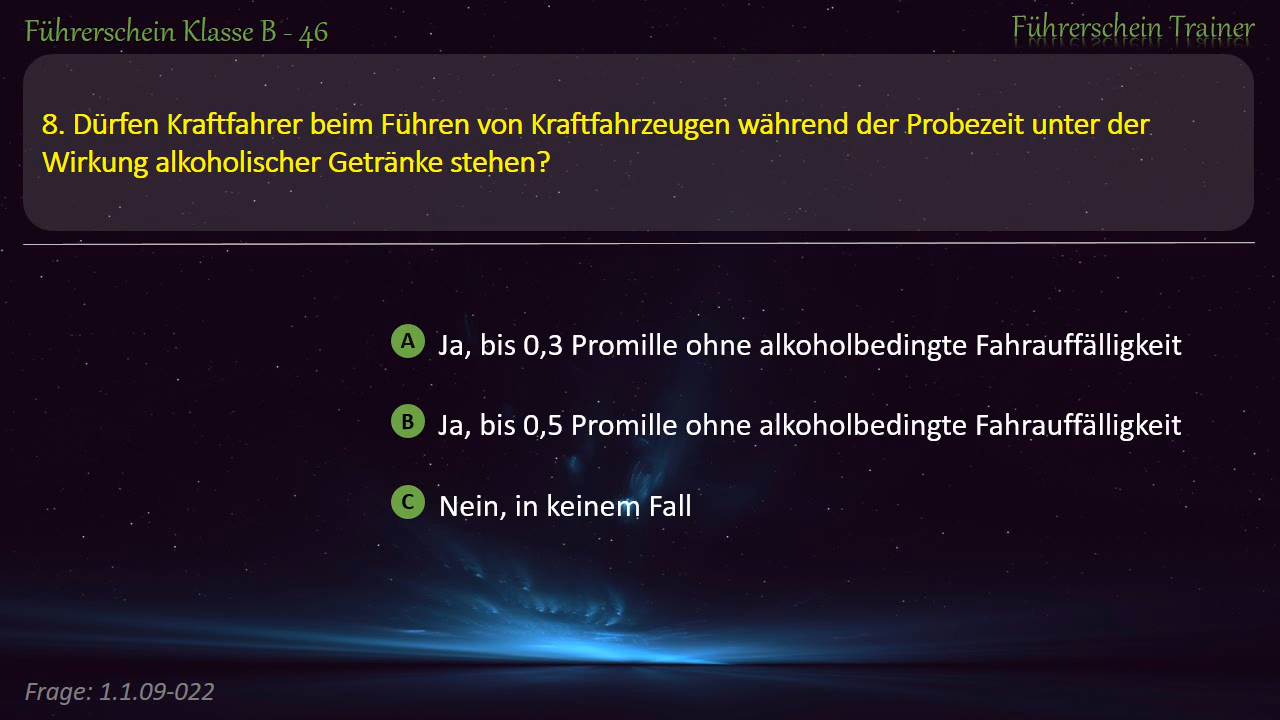 Führerschein Klasse B - 46
Führerschein Trainer
8. Dürfen Kraftfahrer beim Führen von Kraftfahrzeugen während der Probezeit unter der
Wirkung alkoholischer Getränke stehen?
A Ja, bis 0,3 Promille ohne alkoholbedingte Fahrauffälligkeit
B Ja, bis 0,5 Promille ohne alkoholbedingte Fahrauffälligkeit
C Nein, in keinem Fall
Frage: 1.1.09-022